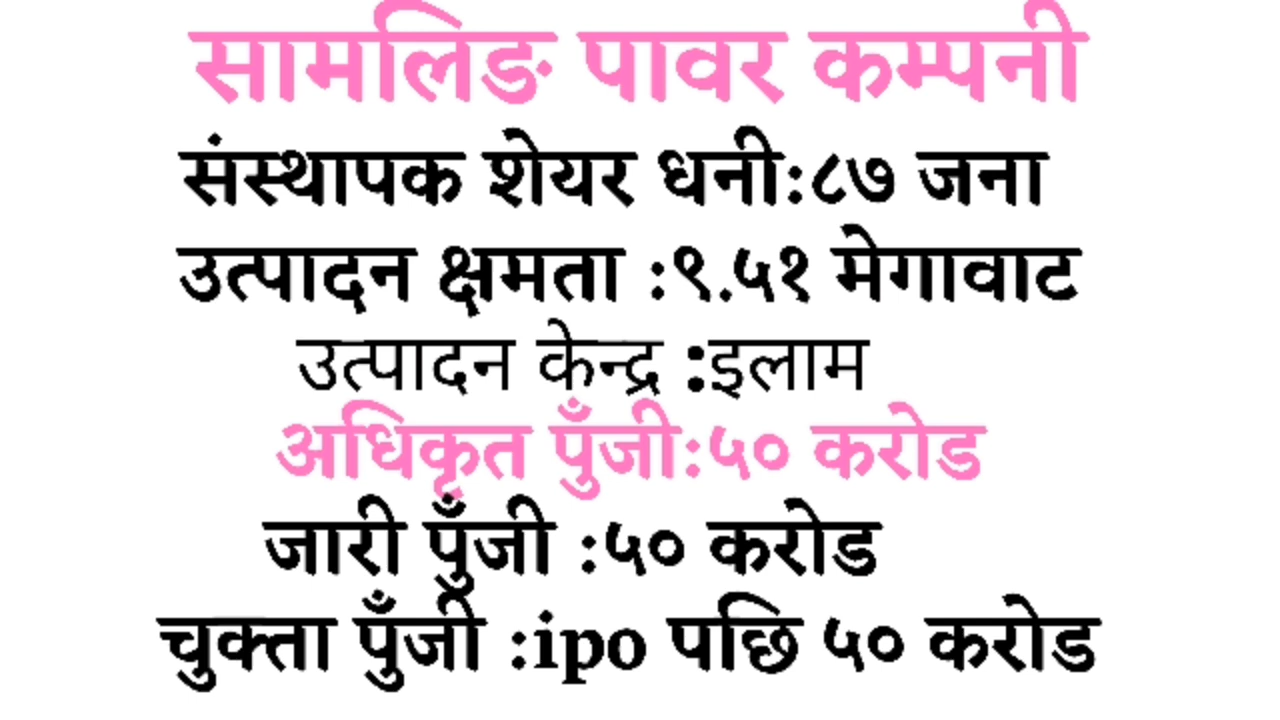 सामलिङ पावर कम्पनी
संस्थापक शेयर धनी:८७ जना
उत्पादन क्षमता :९.५१ मेगावाट
उत्पादन केन्द्र :इलाम
अधिकृत पुँजी:५० करोड
जारी पुँजी :५० करोड
चुक्ता पुँजी :ipo पछि ५० करोड